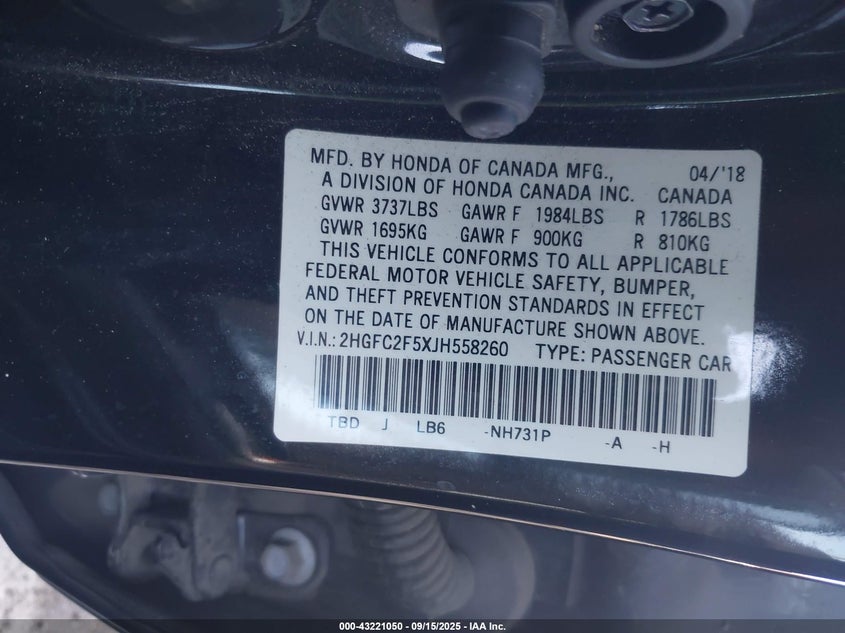 MFD. BY HONDA OF CANADA MFG., 04/'18
A DIVISION OF HONDA CANADA INC. CANADA
GVWR 3737LBS GAWR F 1984LBS R 1786LBS
GVWR 1695KG GAWR F 900KG R 810KG
THIS VEHICLE CONFORMS TO ALL APPLICABLE
FEDERAL MOTOR VEHICLE SAFETY, BUMPER,
AND THEFT PREVENTION STANDARDS IN EFFECT
ON THE DATE OF MANUFACTURE SHOWN ABOVE.
V.I.N.: 2HGFC2F5XJH558260 TYPE: PASSENGER CAR
TBD J LB6 -NH731P -A -H
000-43221050 - 09/15/2025 - IAA Inc.